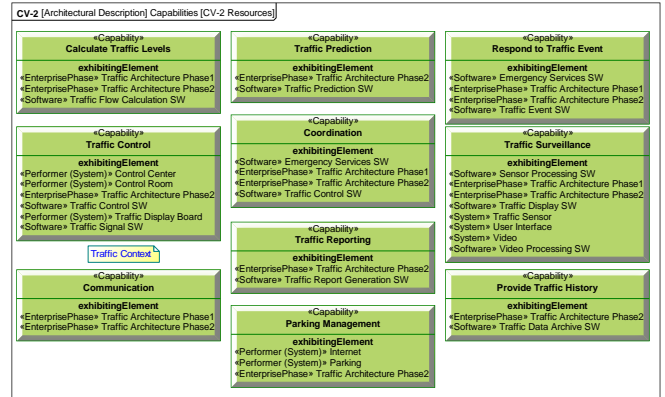 CV-2 [Architectural Description] Capabilities [CV-2 Resources]
«Capability»
Calculate Traffic Levels
exhibitingElement
«EnterprisePhase» Traffic Architecture Phase1
«EnterprisePhase» Traffic Architecture Phase2
«Software» Traffic Flow Calculation SW
«Capability»
Traffic Prediction
exhibitingElement
«EnterprisePhase» Traffic Architecture Phase2
«Software» Traffic Prediction SW
«Capability»
Respond to Traffic Event
exhibitingElement
«Software» Emergency Services SW
«EnterprisePhase» Traffic Architecture Phase1
«EnterprisePhase» Traffic Architecture Phase2
«Software» Traffic Event SW
«Capability»
Traffic Control
exhibitingElement
«Performer (System)» Control Center
«Performer (System)» Control Room
«EnterprisePhase» Traffic Architecture Phase2
«Software» Traffic Control SW
«Performer (System)» Traffic Display Board
«Software» Traffic Signal SW
«Capability»
Coordination
exhibitingElement
«Software» Emergency Services SW
«EnterprisePhase» Traffic Architecture Phase1
«EnterprisePhase» Traffic Architecture Phase2
«Software» Traffic Control SW
«Capability»
Traffic Surveillance
exhibitingElement
«Software» Sensor Processing SW
«EnterprisePhase» Traffic Architecture Phase1
«EnterprisePhase» Traffic Architecture Phase2
«Software» Traffic Display SW
«System» Traffic Sensor
«System» User Interface
«System» Video
«Software» Video Processing SW
Traffic Context
«Capability»
Traffic Reporting
exhibitingElement
«EnterprisePhase» Traffic Architecture Phase2
«Software» Traffic Report Generation SW
«Capability»
Communication
exhibitingElement
«EnterprisePhase» Traffic Architecture Phase1
«EnterprisePhase» Traffic Architecture Phase2
«Capability»
Parking Management
exhibitingElement
«Performer (System)» Internet
«Performer (System)» Parking
«EnterprisePhase» Traffic Architecture Phase2
«Capability»
Provide Traffic History
exhibitingElement
«EnterprisePhase» Traffic Architecture Phase2
«Software» Traffic Data Archive SW